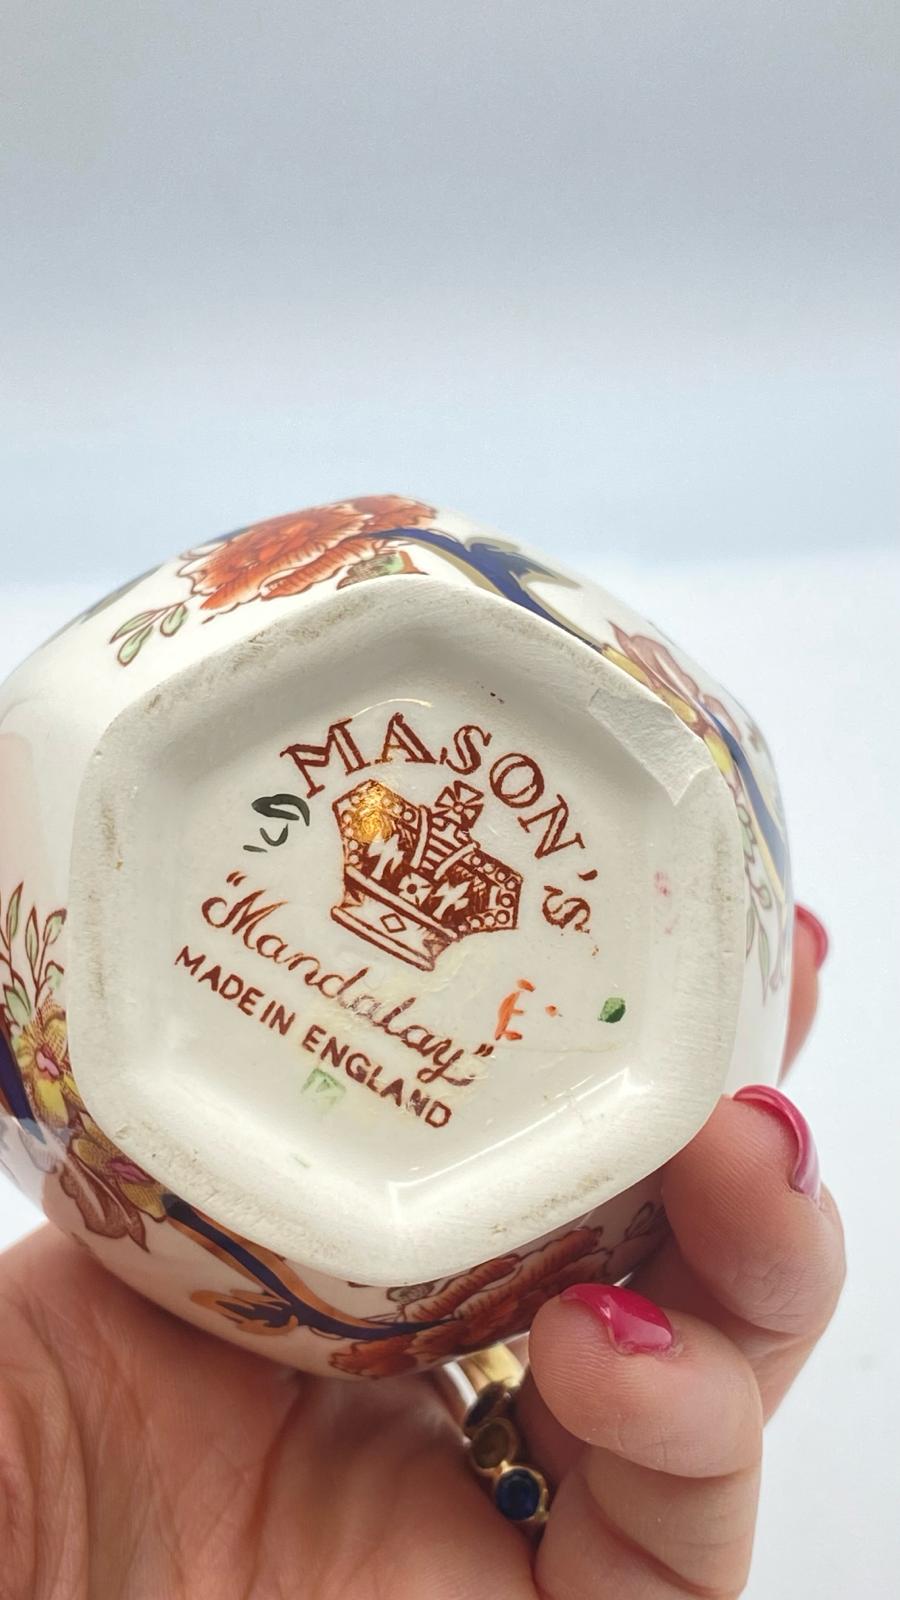 MASON'S
"Mandalay"
MADE IN ENGLAND
E.